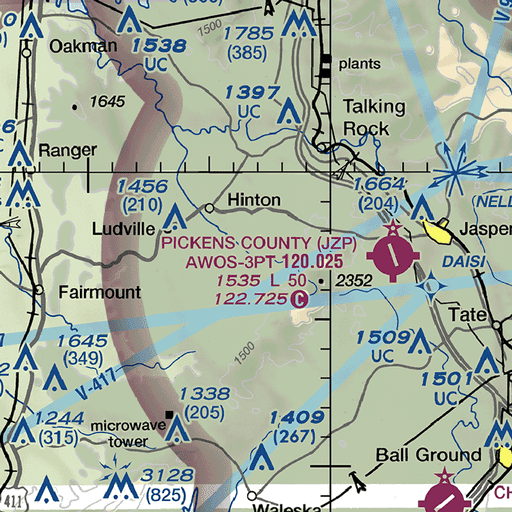 Oakman
1538
UC
1500
1785
(385)
plants
1645
1397
UC
Talking
Rock
Ranger
1456
(210)
Hinton
1664
(204)
(NELL
Ludville
Jasper
PICKENS COUNTY (JZP)
AWOS-3PT 120.025
1535 L 50
122.725 C
2352
DAISI
Fairmount
Tate
1645
(349)
1500
1509
UC
V-417
1501
UC
1338
(205)
1244
(315)
microwave
tower
1409
(267)
Ball Ground
3128
(825)
411
Waleska
CH